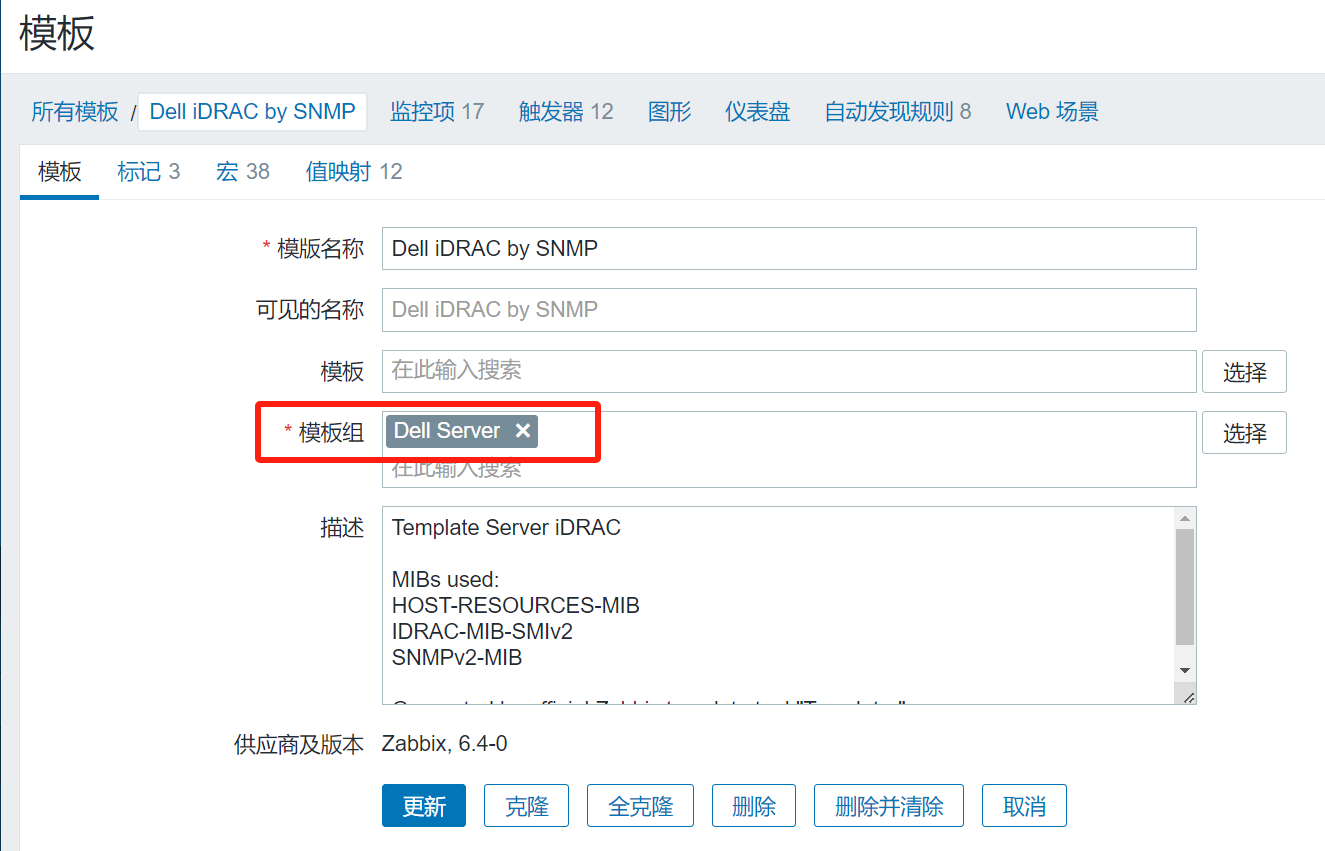 模板
所有模板 / Dell iDRAC by SNMP 监控项 17 触发器 12 图形 仪表盘 自动发现规则 8 Web 场景
模板 标记 3 宏 38 值映射 12
* 模版名称 Dell iDRAC by SNMP
可见的名称 Dell iDRAC by SNMP
模板 在此输入搜索 选择
* 模板组 Dell Server × 选择
在此输入搜索
描述 Template Server iDRAC
MIBs used:
HOST-RESOURCES-MIB
IDRAC-MIB-SMIv2
SNMPv2-MIB
供应商及版本 Zabbix, 6.4-0
更新 克隆 全克隆 删除 删除并清除 取消